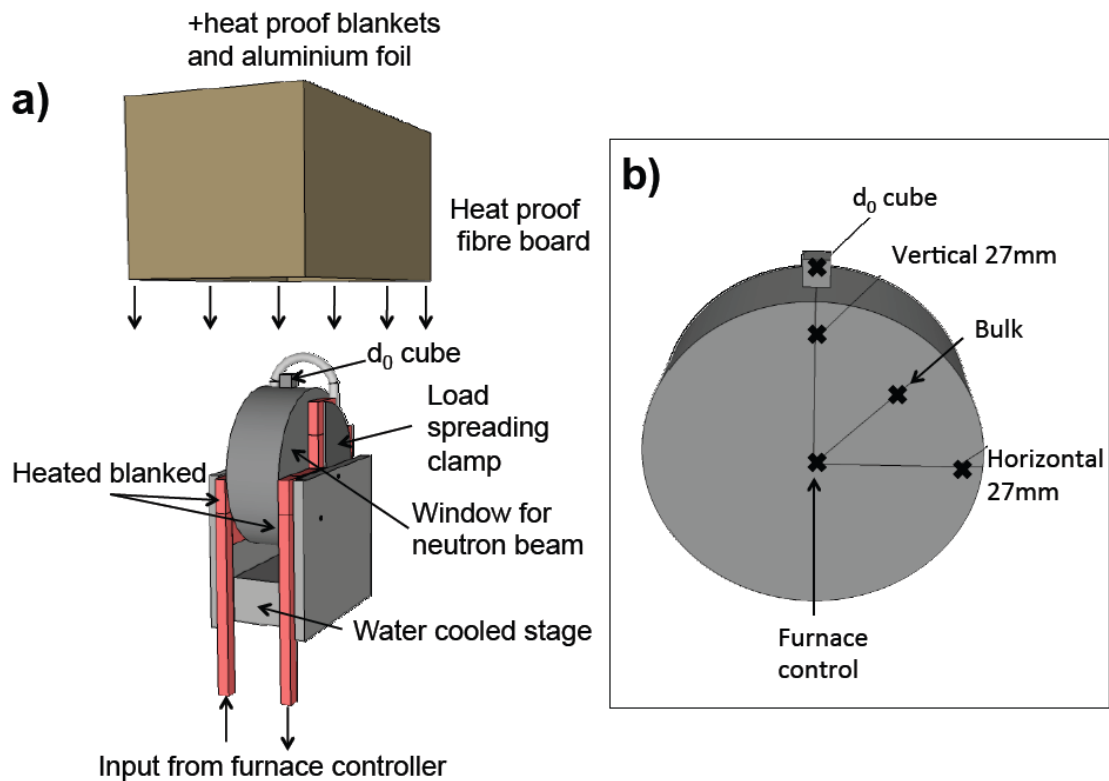 +heat proof blankets
and aluminium foil
a)
Heat proof
fibre board
d₀ cube
Load
spreading
clamp
Heated blanked
Window for
neutron beam
Water cooled stage
Input from furnace controller
b)
d₀ cube
Vertical 27mm
Bulk
Horizontal
27mm
Furnace
control